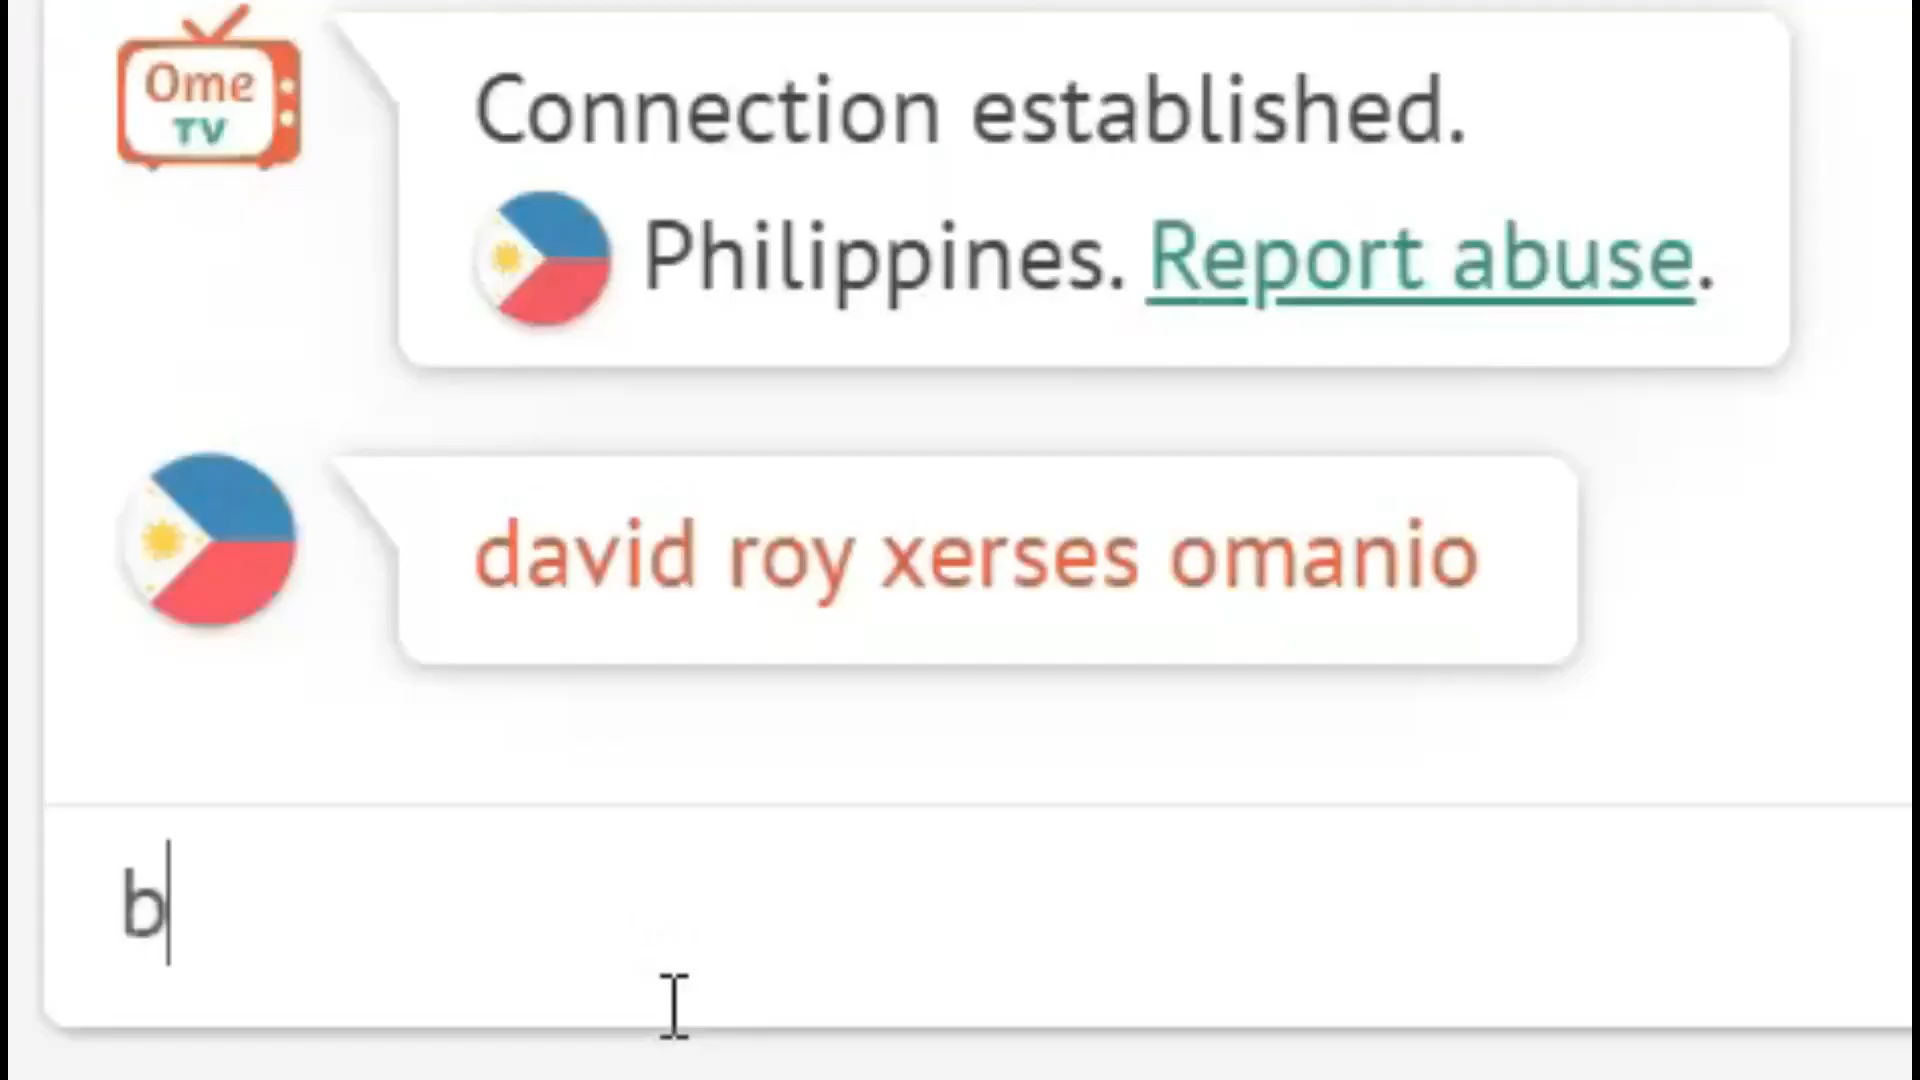 Ome
TV
Connection established.
Philippines. Report abuse.
david roy xerses omanio
b